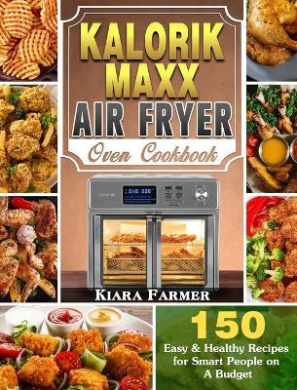 KALORIK
MAXX
AIR FRYER
Oven Cookbook
KIARA FARMER
150
Easy & Healthy Recipes
for Smart People on
A Budget